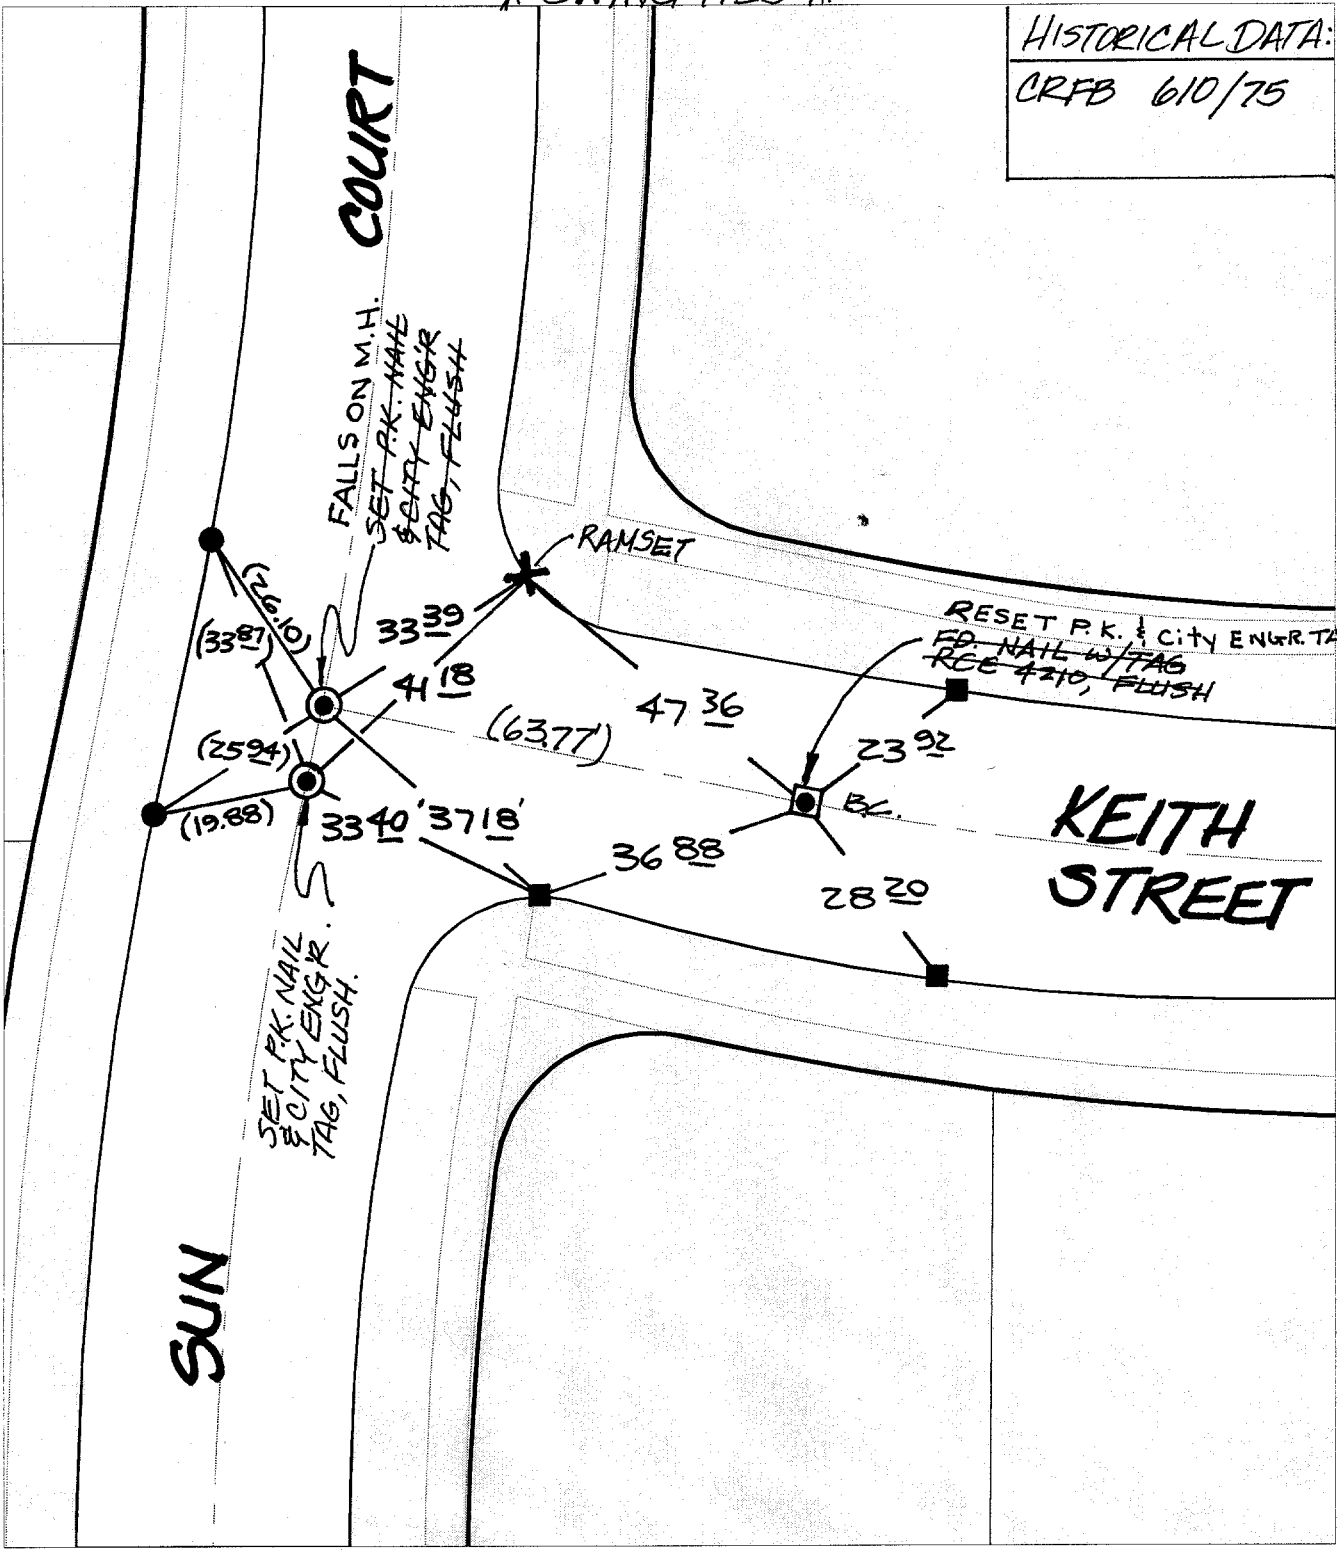 SWING TIES
HISTORICAL DATA:
CRFB 610/75
COURT
FALLS ON M.H.
SET P.K. NAIL
& CITY ENG'R
TAG, FLUSH
RAMSET
(26.10)
(33 87)
33 39
41 18
47 36
(63.77')
RESET P.K. & City ENGR. TA
FD. NAIL W/TAG
RCE 4210, FLUSH
23 92
B.C.
(25 94)
(19.88)
33 40'
37 18'
36 88
28 20
KEITH
STREET
SET P.K. NAIL
& CITY ENG'R.
TAG, FLUSH.
SUN